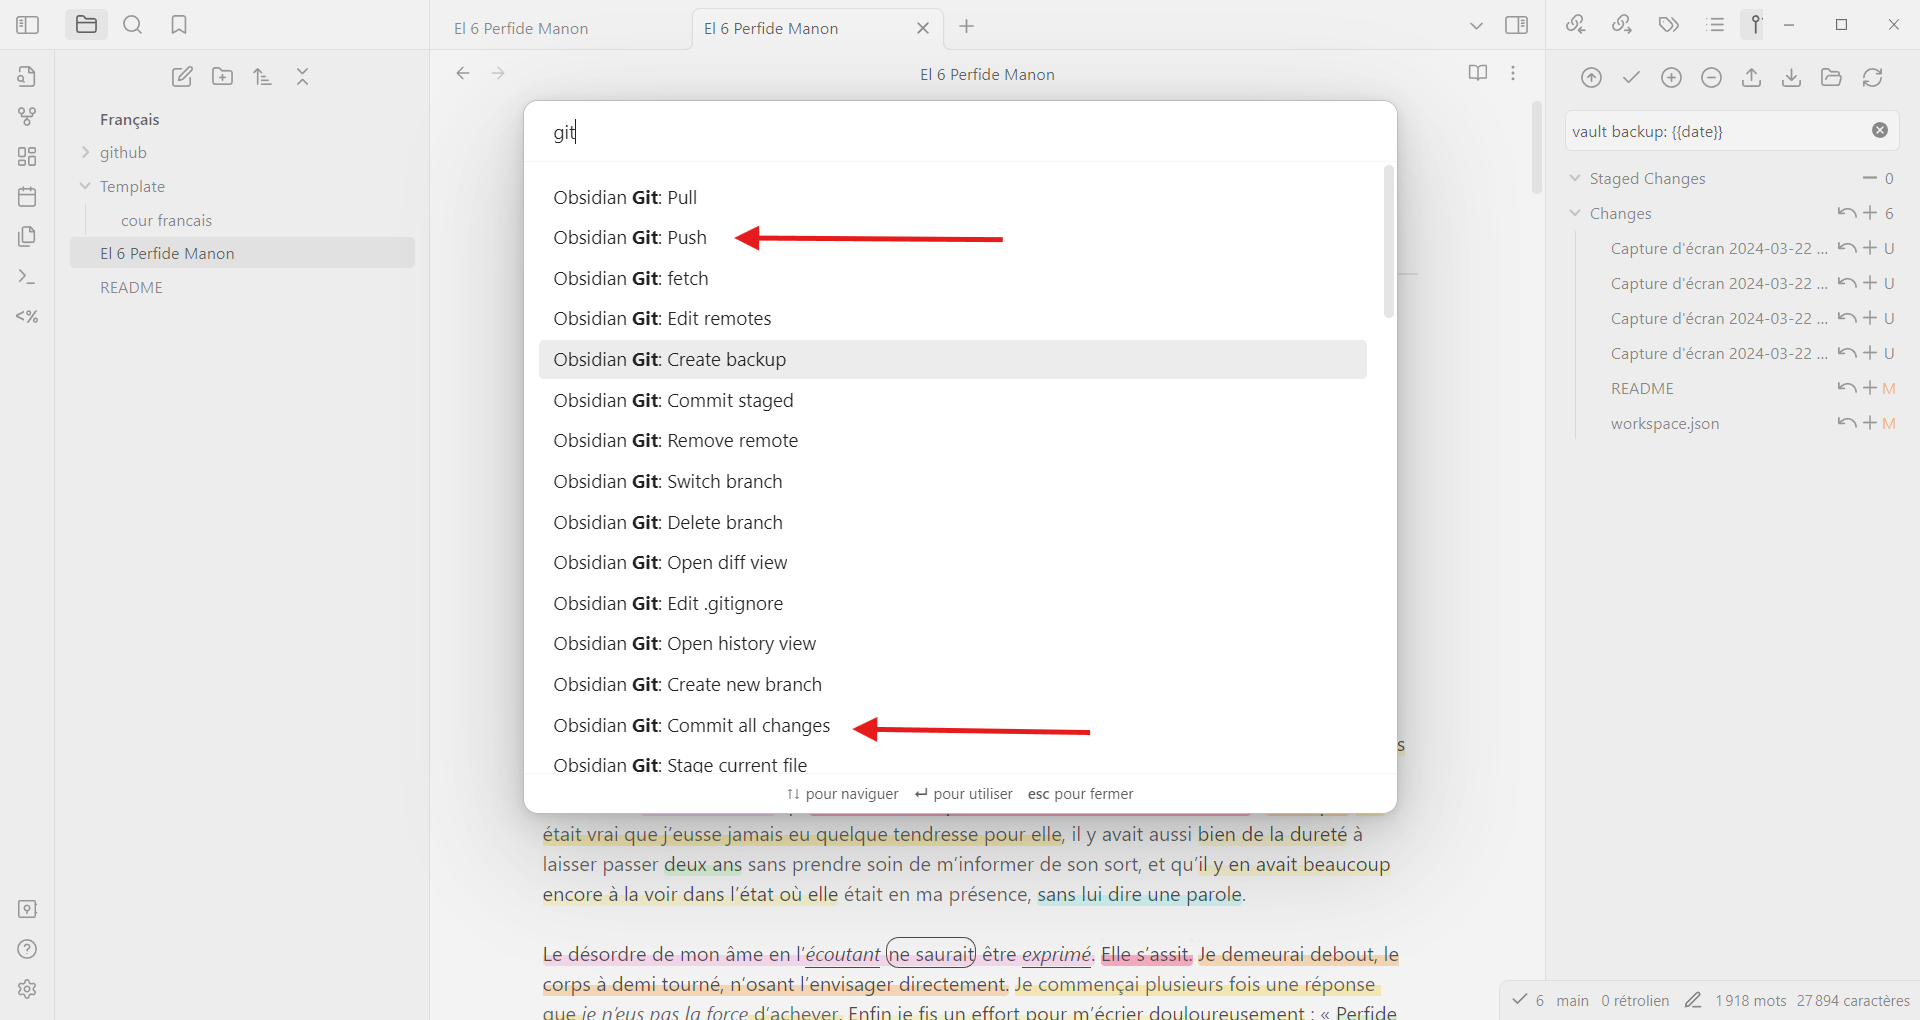 El 6 Perfide Manon
El 6 Perfide Manon
El 6 Perfide Manon
Français
github
Template
cour francais
El 6 Perfide Manon
README
git
Obsidian Git: Pull
Obsidian Git: Push
Obsidian Git: fetch
Obsidian Git: Edit remotes
Obsidian Git: Create backup
Obsidian Git: Commit staged
Obsidian Git: Remove remote
Obsidian Git: Switch branch
Obsidian Git: Delete branch
Obsidian Git: Open diff view
Obsidian Git: Edit .gitignore
Obsidian Git: Open history view
Obsidian Git: Create new branch
Obsidian Git: Commit all changes
Obsidian Git: Stage current file
↑↓ pour naviguer ↵ pour utiliser esc pour fermer
s
était vrai que j'eusse jamais eu quelque tendresse pour elle, il y avait aussi bien de la dureté à
laisser passer deux ans sans prendre soin de m'informer de son sort, et qu'il y en avait beaucoup
encore à la voir dans l'état où elle était en ma présence, sans lui dire une parole.
Le désordre de mon âme en l'écoutant ne saurait être exprimé. Elle s'assit. Je demeurai debout, le
corps à demi tourné, n'osant l'envisager directement. Je commençai plusieurs fois une réponse
que je n'eus pas la force d'achever. Enfin je fis un effort pour m'écrier douloureusement : « Perfide
vault backup: {{date}}
Staged Changes 0
Changes 6
Capture d'écran 2024-03-22 ... U
Capture d'écran 2024-03-22 ... U
Capture d'écran 2024-03-22 ... U
Capture d'écran 2024-03-22 ... U
README M
workspace.json M
6 main 0 rétrolien 1 918 mots 27 894 caractères